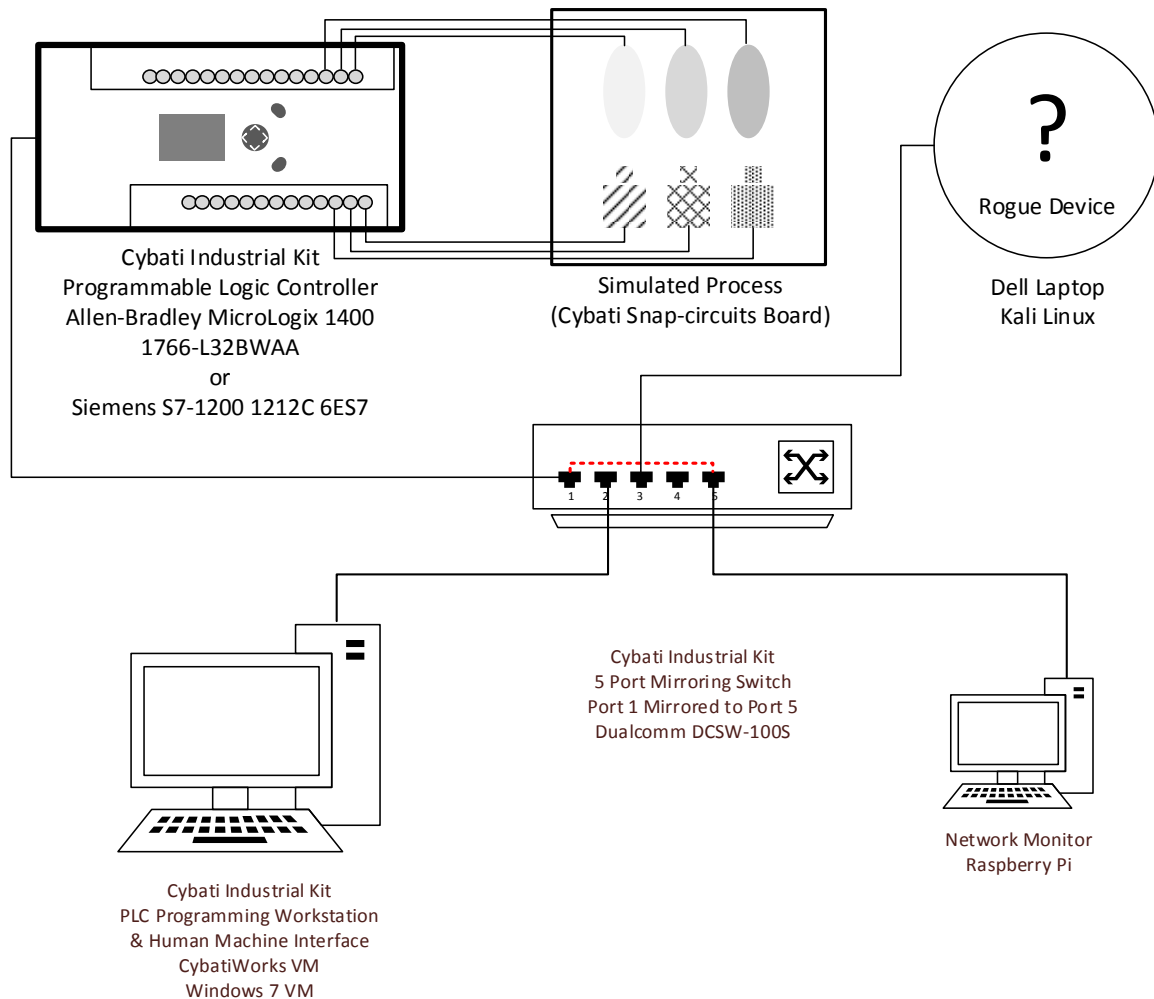 ?
Rogue Device
Cybati Industrial Kit
Programmable Logic Controller
Allen-Bradley MicroLogix 1400
1766-L32BWAA
or
Siemens S7-1200 1212C 6ES7
Simulated Process
(Cybati Snap-circuits Board)
Dell Laptop
Kali Linux
1 2 3 4 5
Cybati Industrial Kit
5 Port Mirroring Switch
Port 1 Mirrored to Port 5
Dualcomm DCSW-100S
Network Monitor
Raspberry Pi
Cybati Industrial Kit
PLC Programming Workstation
& Human Machine Interface
CybatiWorks VM
Windows 7 VM